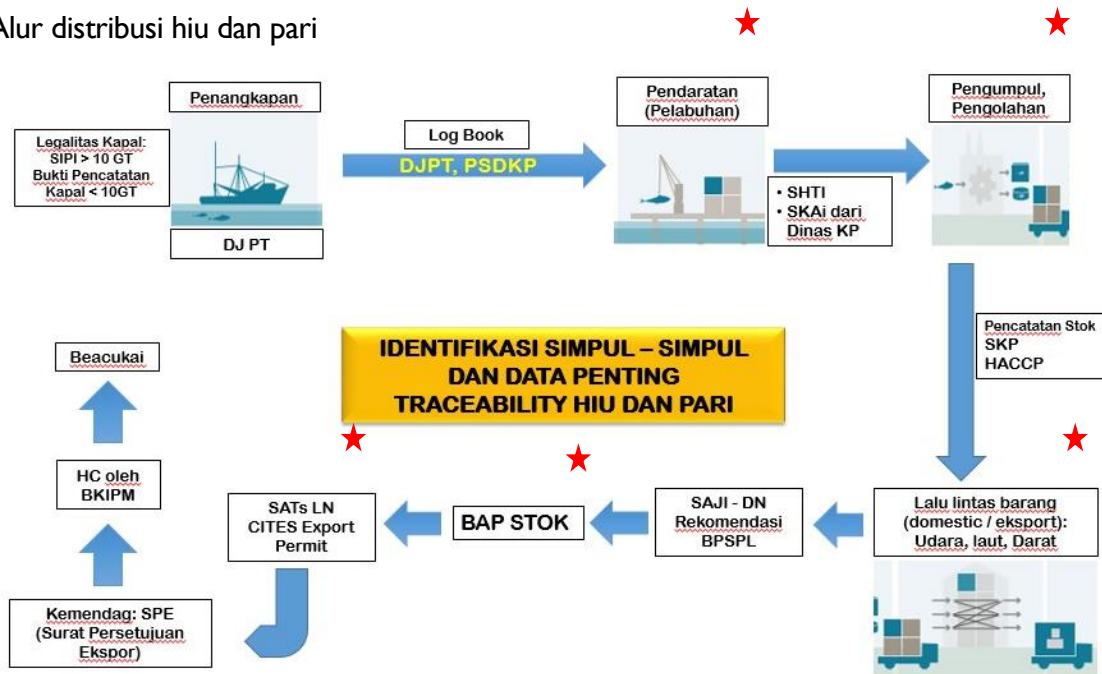 Alur distribusi hiu dan pari
Penangkapan
Legalitas Kapal:
SIPI > 10 GT
Bukti Pencatatan
Kapal < 10GT
DJ PT
Log Book
DJPT, PSDKP
Pendaratan
(Pelabuhan)
• SHTI
• SKAi dari
Dinas KP
Pengumpul,
Pengolahan
Pencatatan Stok
SKP
HACCP
IDENTIFIKASI SIMPUL – SIMPUL
DAN DATA PENTING
TRACEABILITY HIU DAN PARI
Lalu lintas barang
(domestic / eksport):
Udara, laut, Darat
SAJI - DN
Rekomendasi
BPSPL
BAP STOK
SATs LN
CITES Export
Permit
Kemendag: SPE
(Surat Persetujuan
Ekspor)
HC oleh
BKIPM
Beacukai